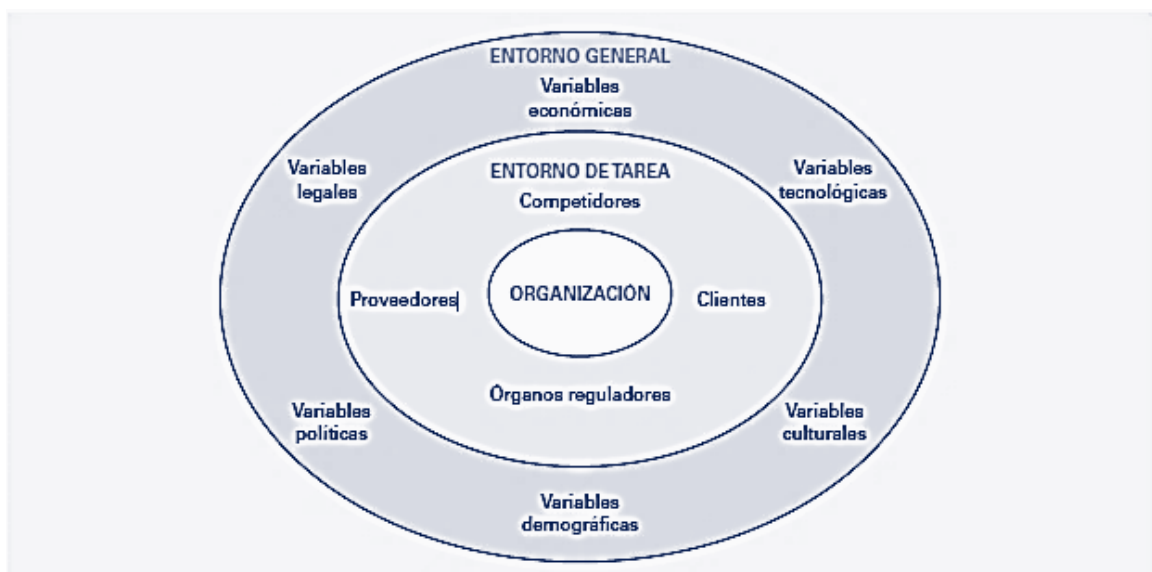 ENTORNO GENERAL
Variables
económicas
Variables
legales
Variables
tecnológicas
ENTORNO DE TAREA
Competidores
Proveedores
ORGANIZACIÓN
Clientes
Órganos reguladores
Variables
políticas
Variables
culturales
Variables
demográficas